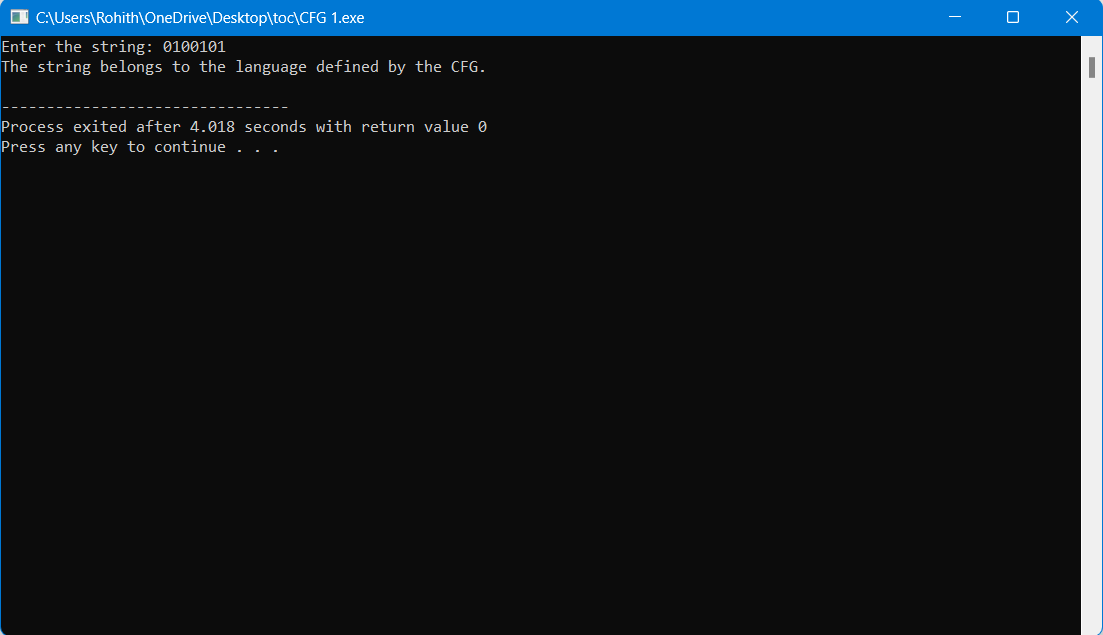 C:\Users\Rohith\OneDrive\Desktop\toc\CFG 1.exe
Enter the string: 0100101
The string belongs to the language defined by the CFG.
--------------------------------
Process exited after 4.018 seconds with return value 0
Press any key to continue . . .